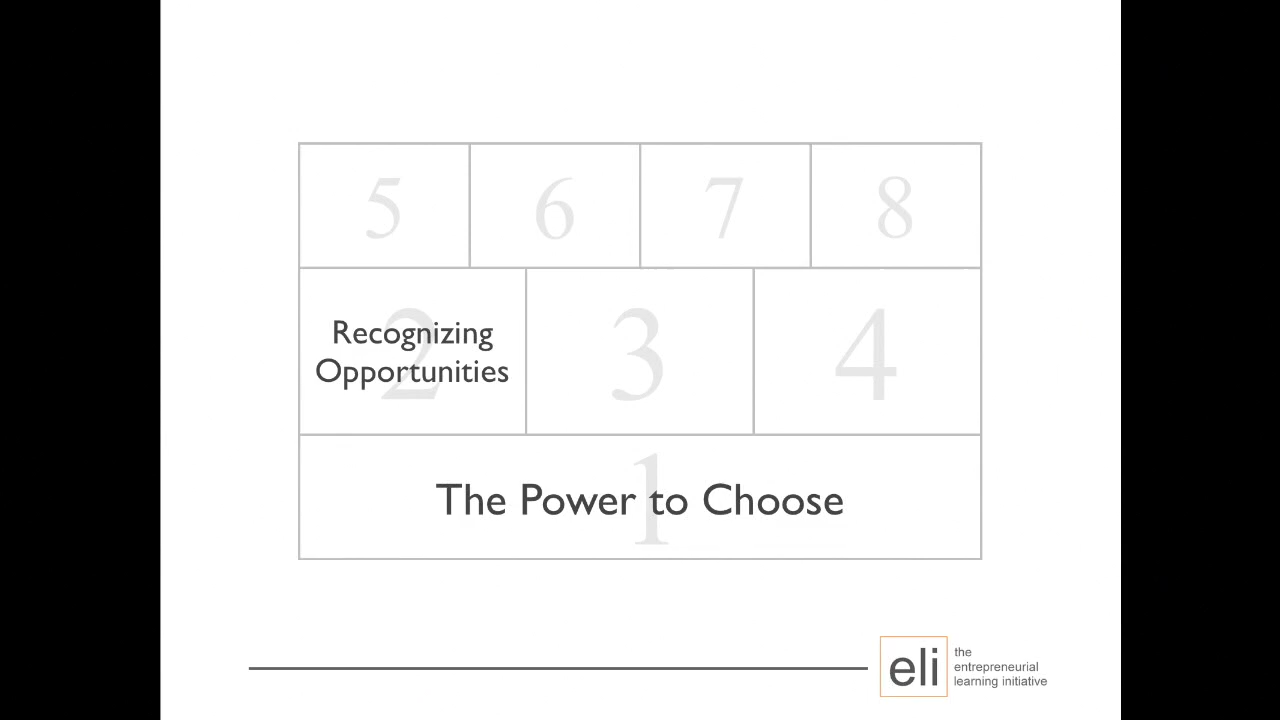 5 6 7 8
Recognizing
Opportunities
2 3 4
The Power to Choose
1
eli
the
entrepreneurial
learning initiative